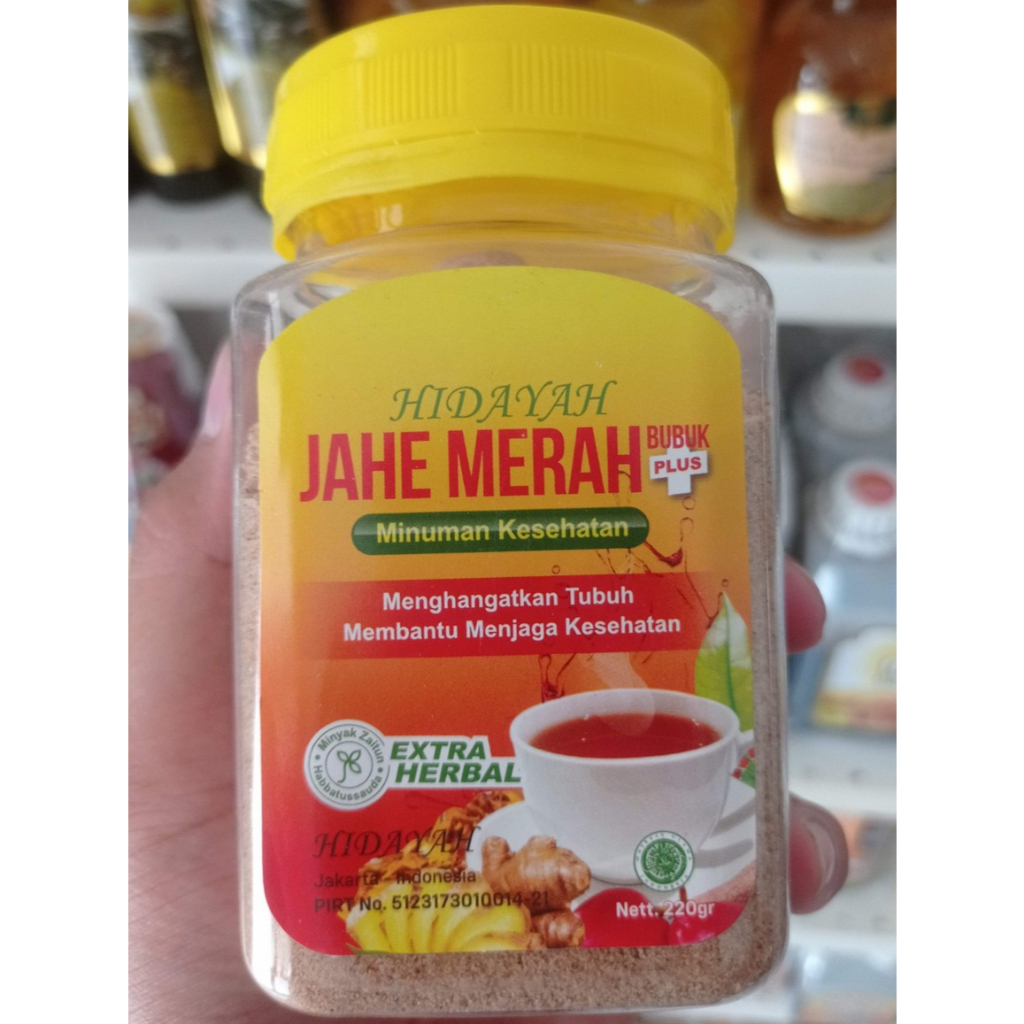 HIDAYAH
JAHE MERAH BUBUK PLUS
Minuman Kesehatan
Menghangatkan Tubuh
Membantu Menjaga Kesehatan
Minyak Zaitun
Habbatussauda
EXTRA
HERBAL
HIDAYAH
Jakarta - Indonesia
PIRT No. 5123173010014-21
Nett. 220gr